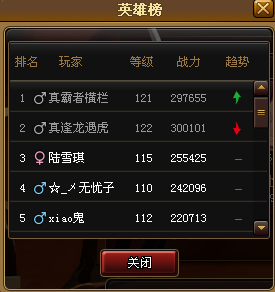 英雄榜
排名 玩家 等级 战力 趋势
1 ♂真霸者横栏 121 297655 ↑
2 ♂真逢龙遇虎 122 300101 ↓
3 ♀陆雪琪 115 255425 –
4 ♂☆_メ无忧子 110 242096 –
5 ♂xiao鬼 112 220713 –
关闭